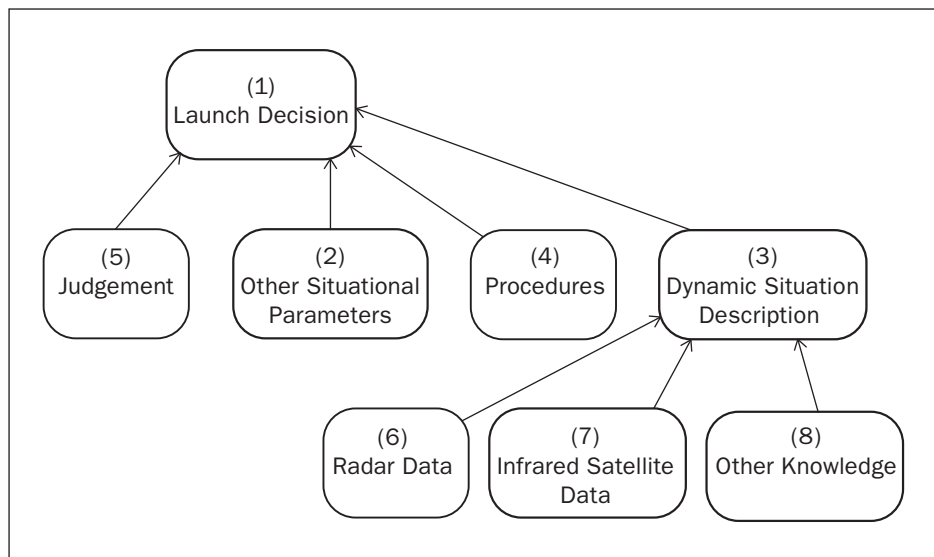 (1)
Launch Decision
(5)
Judgement
(2)
Other Situational
Parameters
(4)
Procedures
(3)
Dynamic Situation
Description
(6)
Radar Data
(7)
Infrared Satellite
Data
(8)
Other Knowledge